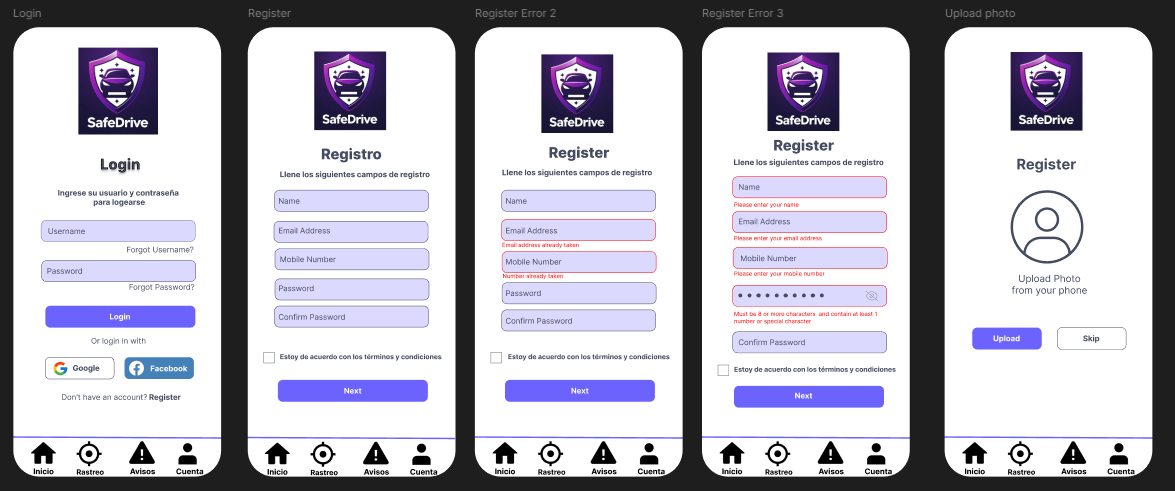 Login
SafeDrive
Login
Ingrese su usuario y contraseña
para logearse
Username
Forgot Username?
Password
Forgot Password?
Login
Or login in with
Google
Facebook
Don't have an account? Register
Inicio
Rastreo
Avisos
Cuenta
Register
SafeDrive
Registro
Llene los siguientes campos de registro
Name
Email Address
Mobile Number
Password
Confirm Password
Estoy de acuerdo con los términos y condiciones
Next
Inicio
Rastreo
Avisos
Cuenta
Register Error 2
SafeDrive
Register
Llene los siguientes campos de registro
Name
Email Address
Email address already taken
Mobile Number
Number already taken
Password
Confirm Password
Estoy de acuerdo con los términos y condiciones
Next
Inicio
Rastreo
Avisos
Cuenta
Register Error 3
SafeDrive
Register
Llene los siguientes campos de registro
Name
Please enter your name
Email Address
Please enter your email address
Mobile Number
Please enter your mobile number
Must be 8 or more characters and contain at least 1
number or special character
Confirm Password
Estoy de acuerdo con los términos y condiciones
Next
Inicio
Rastreo
Avisos
Cuenta
Upload photo
SafeDrive
Register
Upload Photo
from your phone
Upload
Skip
Inicio
Rastreo
Avisos
Cuenta